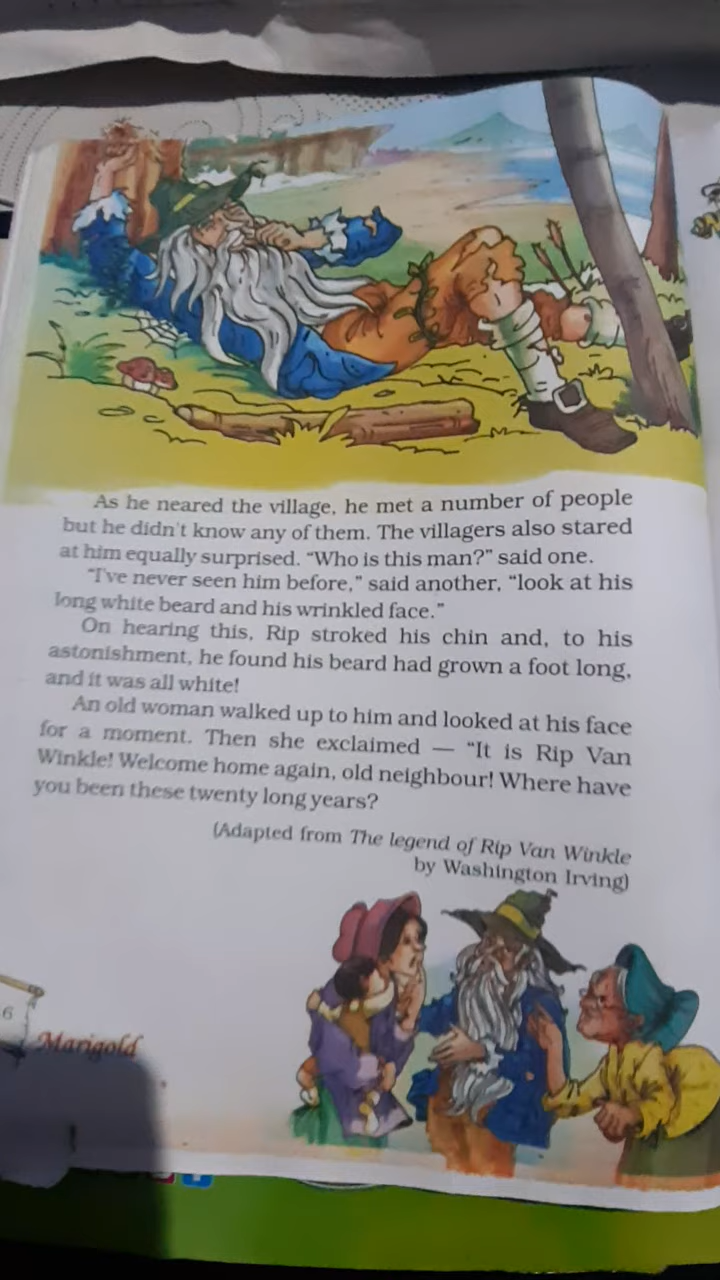 As he neared the village, he met a number of people
but he didn't know any of them. The villagers also stared
at him equally surprised. “Who is this man?” said one.
“I've never seen him before,” said another, “look at his
long white beard and his wrinkled face.”
On hearing this, Rip stroked his chin and, to his
astonishment, he found his beard had grown a foot long,
and it was all white!
An old woman walked up to him and looked at his face
for a moment. Then she exclaimed — “It is Rip Van
Winkle! Welcome home again, old neighbour! Where have
you been these twenty long years?
(Adapted from The legend of Rip Van Winkle
by Washington Irving)
6
Marigold